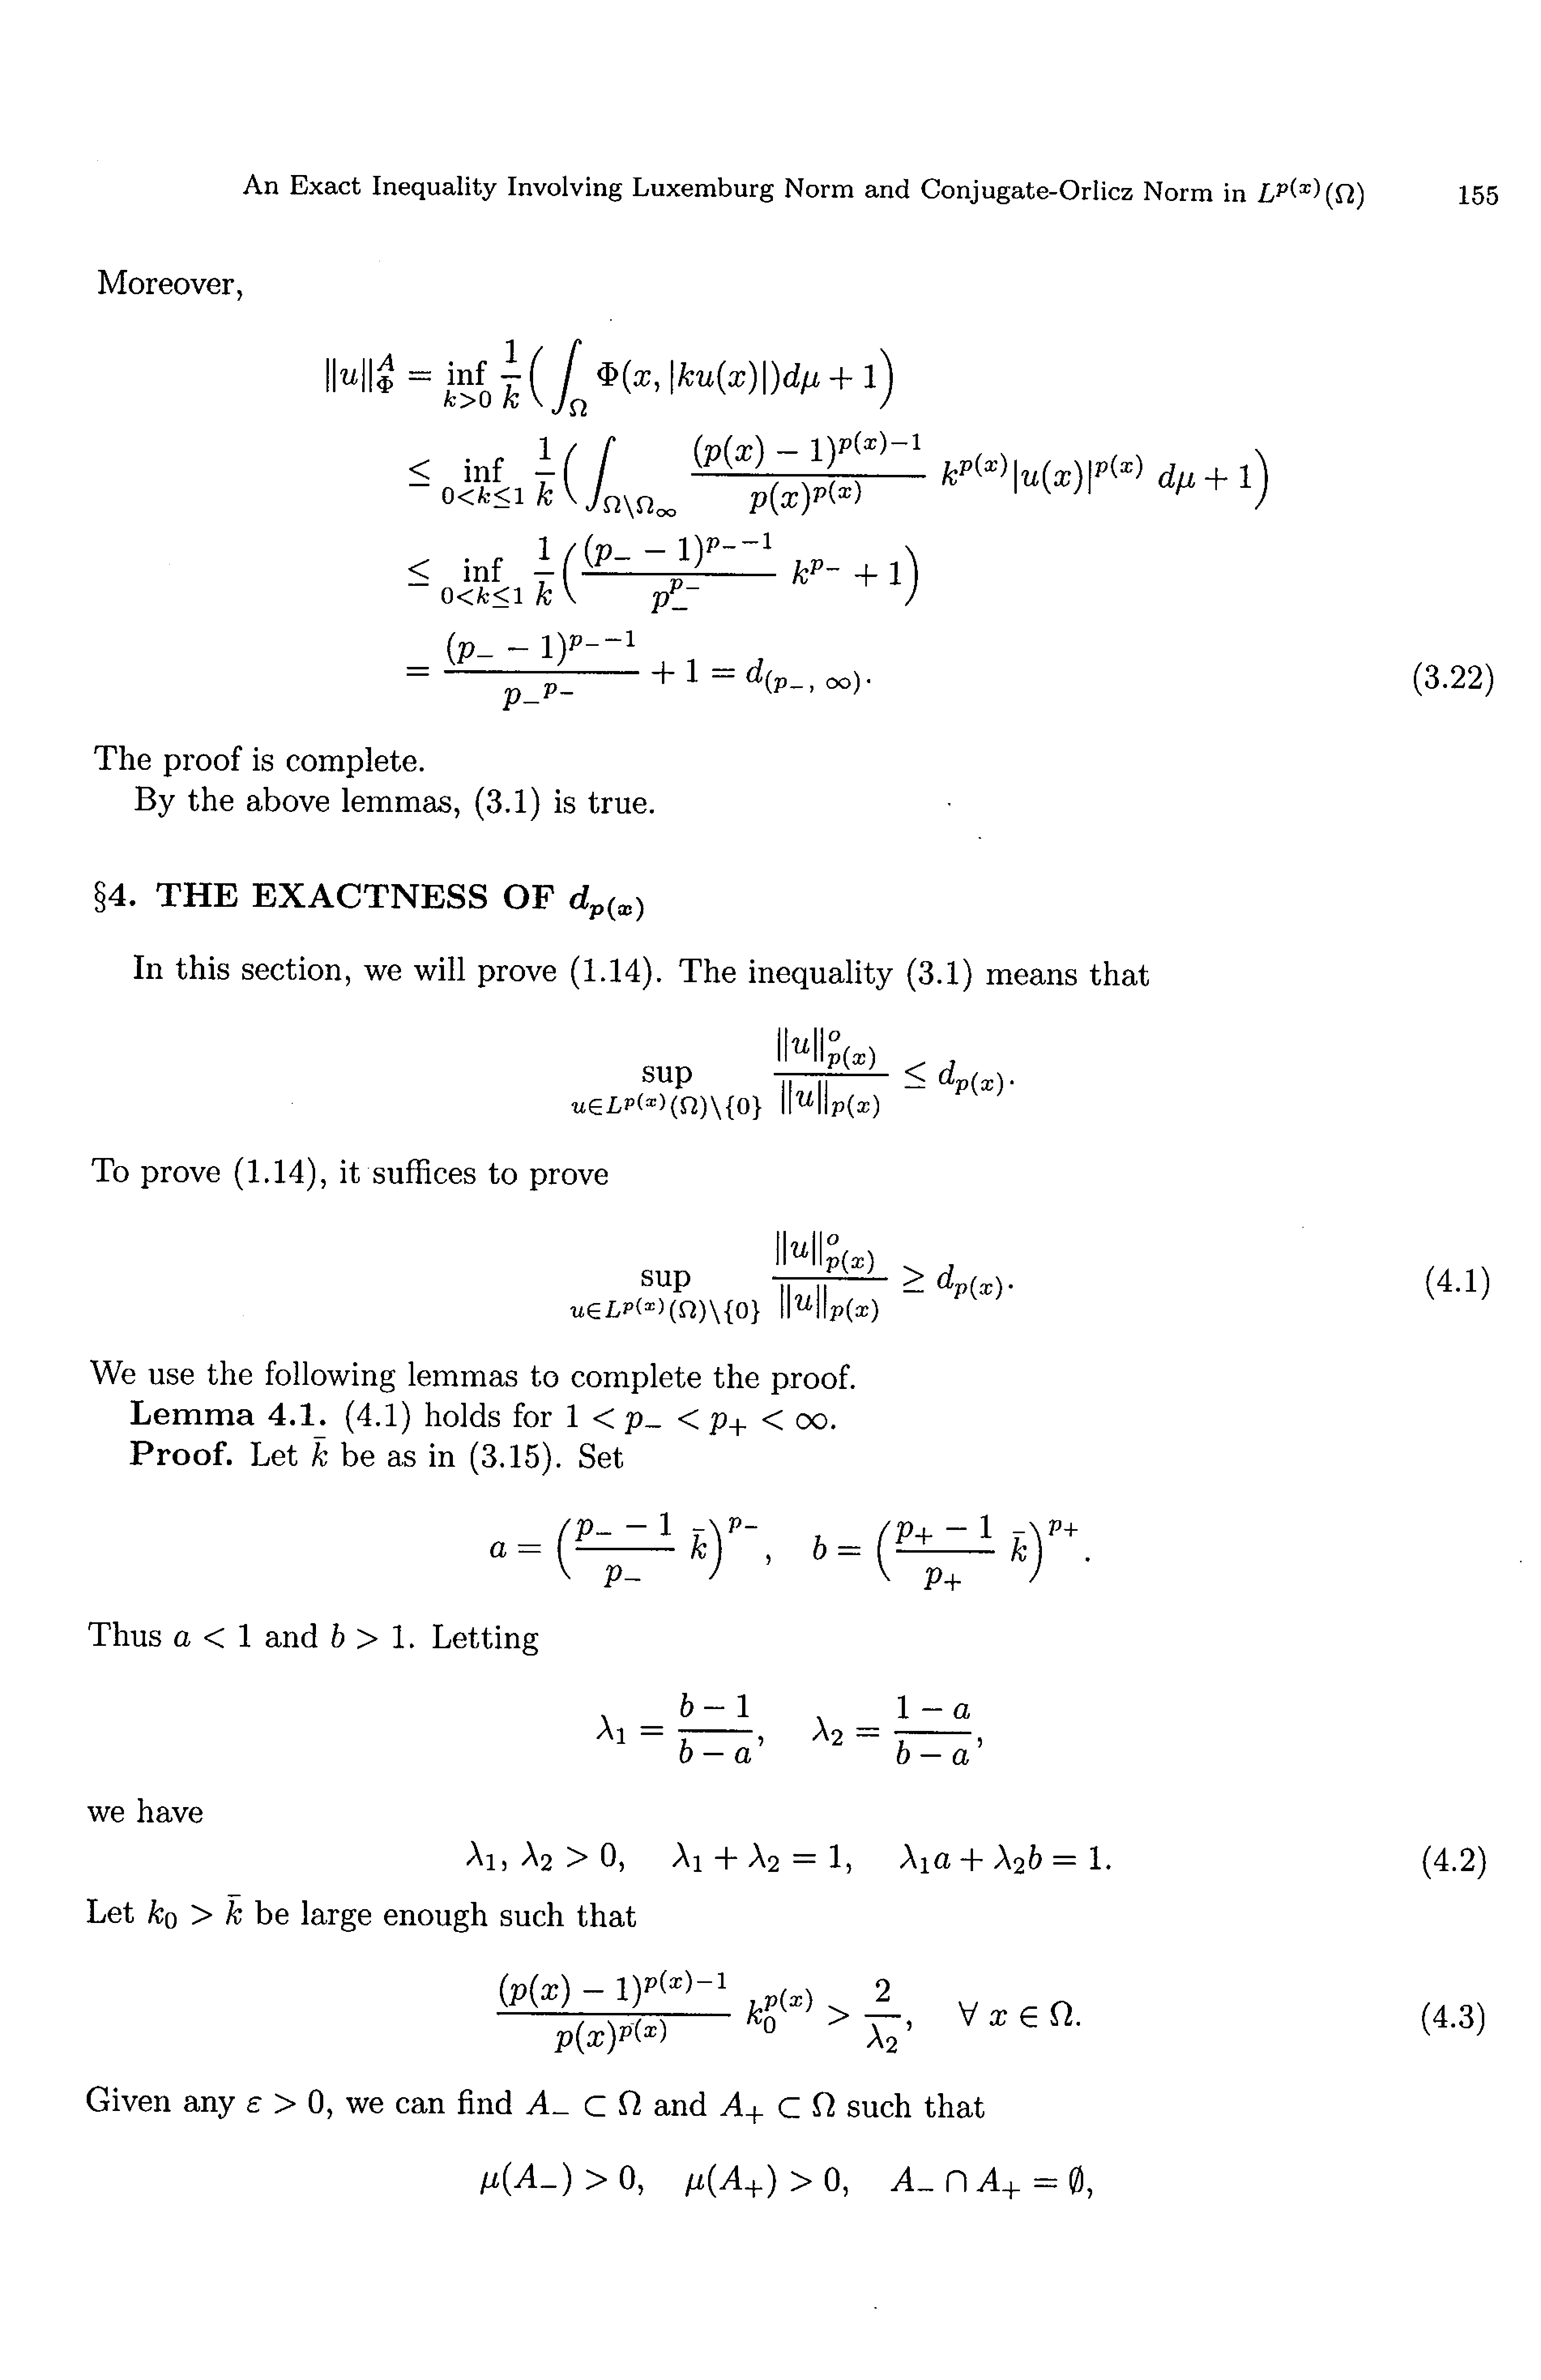 An Exact Inequality Involving Luxemburg Norm and Conjugate-Orlicz Norm in $L^{p(x)}(\Omega)$ 155
Moreover,
$\|u\|_\Phi^A = \inf_{k>0} \frac{1}{k}\Big(\int_\Omega \Phi(x, |ku(x)|)d\mu + 1\Big)$
$\leq \inf_{0<k\leq 1} \frac{1}{k}\Big(\int_{\Omega\backslash\Omega_\infty} \frac{(p(x)-1)^{p(x)-1}}{p(x)^{p(x)}} k^{p(x)}|u(x)|^{p(x)} d\mu + 1\Big)$
$\leq \inf_{0<k\leq 1} \frac{1}{k}\Big(\frac{(p_- - 1)^{p_- - 1}}{p_-^{p_-}} k^{p_-} + 1\Big)$
$= \frac{(p_- - 1)^{p_- - 1}}{p_-{}^{p_-}} + 1 = d_{(p_-,\, \infty)}.$ (3.22)
The proof is complete.
By the above lemmas, (3.1) is true.
§4. THE EXACTNESS OF $d_{p(x)}$
In this section, we will prove (1.14). The inequality (3.1) means that
$\sup_{u\in L^{p(x)}(\Omega)\backslash\{0\}} \frac{\|u\|^o_{p(x)}}{\|u\|_{p(x)}} \leq d_{p(x)}.$
To prove (1.14), it suffices to prove
$\sup_{u\in L^{p(x)}(\Omega)\backslash\{0\}} \frac{\|u\|^o_{p(x)}}{\|u\|_{p(x)}} \geq d_{p(x)}.$ (4.1)
We use the following lemmas to complete the proof.
Lemma 4.1. (4.1) holds for $1 < p_- < p_+ < \infty$.
Proof. Let $\bar{k}$ be as in (3.15). Set
$a = \Big(\frac{p_- - 1}{p_-} \bar{k}\Big)^{p_-}, \quad b = \Big(\frac{p_+ - 1}{p_+} \bar{k}\Big)^{p_+}.$
Thus $a < 1$ and $b > 1$. Letting
$\lambda_1 = \frac{b-1}{b-a}, \quad \lambda_2 = \frac{1-a}{b-a},$
we have
$\lambda_1, \lambda_2 > 0, \quad \lambda_1 + \lambda_2 = 1, \quad \lambda_1 a + \lambda_2 b = 1.$ (4.2)
Let $k_0 > \bar{k}$ be large enough such that
$\frac{(p(x)-1)^{p(x)-1}}{p(x)^{p(x)}} k_0^{p(x)} > \frac{2}{\lambda_2}, \quad \forall\, x \in \Omega.$ (4.3)
Given any $\varepsilon > 0$, we can find $A_- \subset \Omega$ and $A_+ \subset \Omega$ such that
$\mu(A_-) > 0, \quad \mu(A_+) > 0, \quad A_- \cap A_+ = \emptyset,$